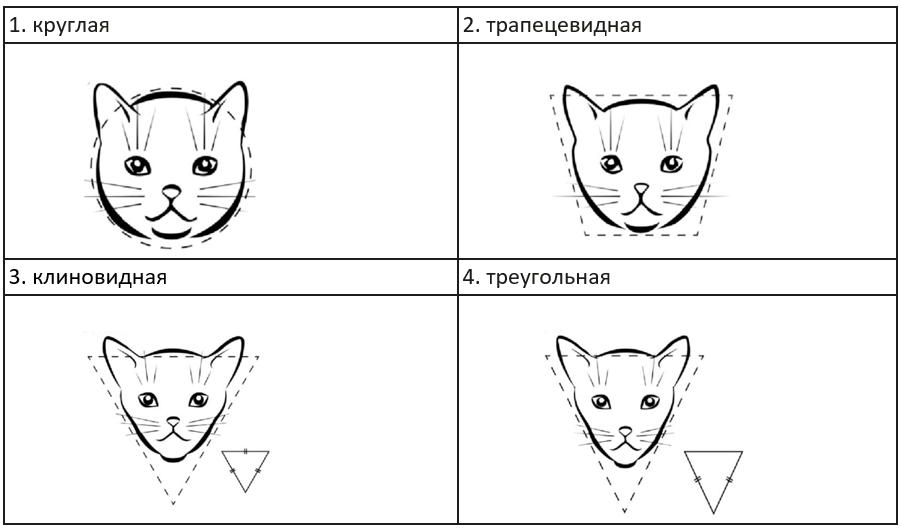 1. круглая
2. трапецевидная
3. клиновидная
4. треугольная